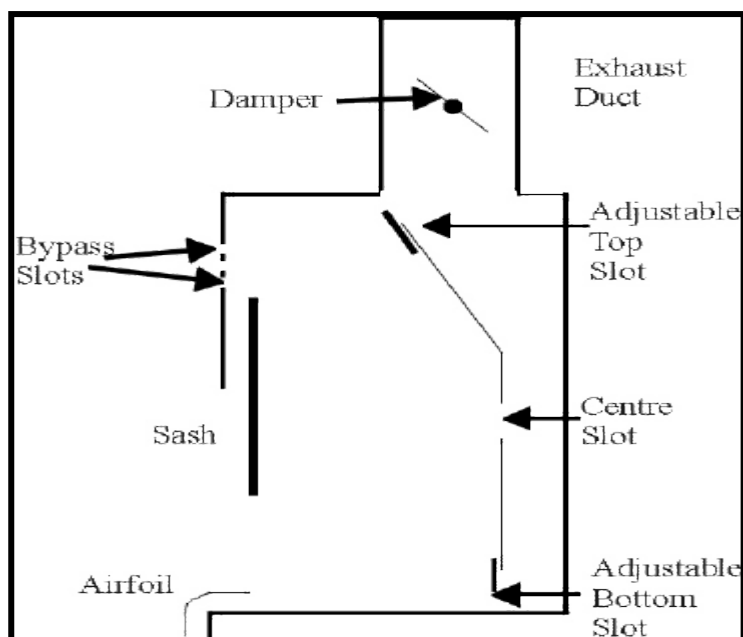 Exhaust
Duct
Damper
Adjustable
Top
Slot
Bypass
Slots
Centre
Slot
Sash
Airfoil
Adjustable
Bottom
Slot